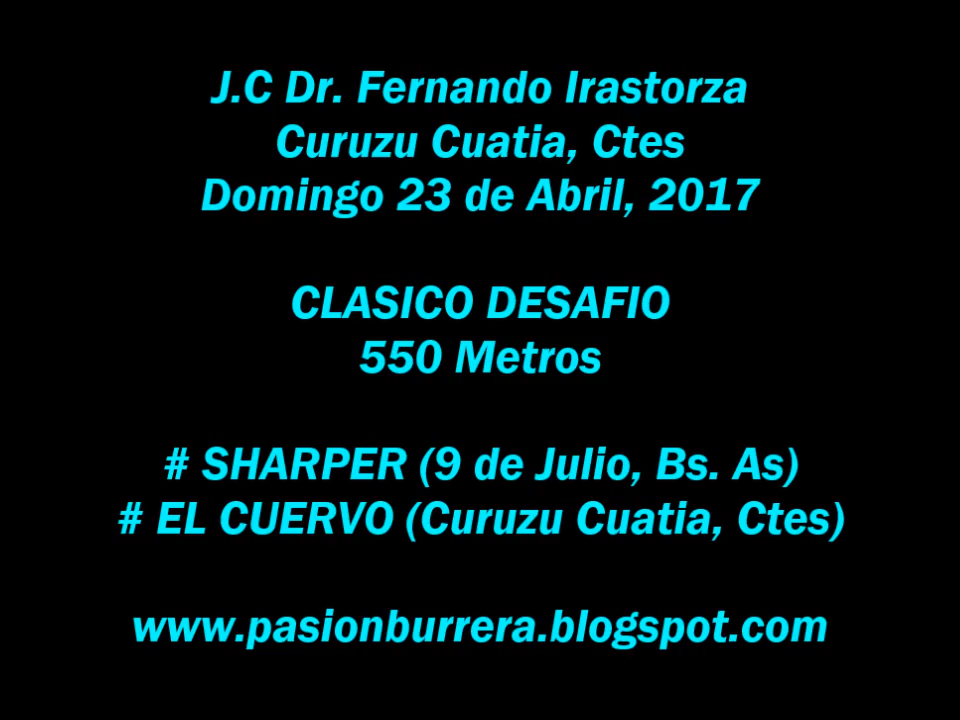 J.C Dr. Fernando Irastorza
Curuzu Cuatia, Ctes
Domingo 23 de Abril, 2017
CLASICO DESAFIO
550 Metros
# SHARPER (9 de Julio, Bs. As)
# EL CUERVO (Curuzu Cuatia, Ctes)
www.pasionburrera.blogspot.com